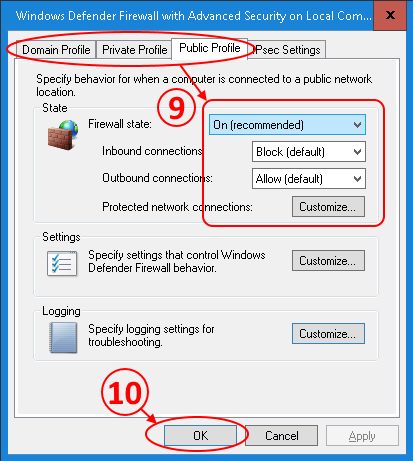 Windows Defender Firewall with Advanced Security on Local Com...
Domain Profile Private Profile Public Profile IPsec Settings
Specify behavior for when a computer is connected to a public network
location.
State
9
Firewall state: On (recommended)
Inbound connections: Block (default)
Outbound connections: Allow (default)
Protected network connections: Customize...
Settings
Specify settings that control Windows
Defender Firewall behavior.
Customize...
Logging
Specify logging settings for
troubleshooting.
Customize...
10
OK Cancel Apply